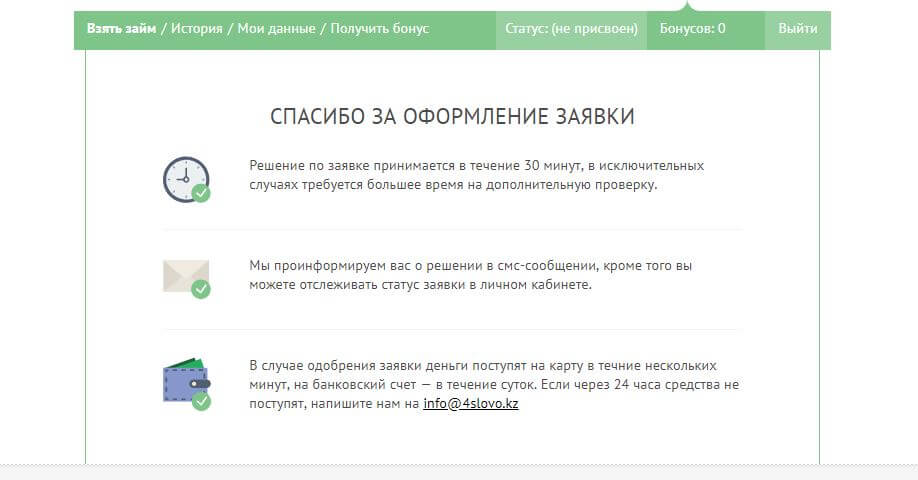 Взять займ / История / Мои данные / Получить бонус Статус: (не присвоен) Бонусов: 0 Выйти
СПАСИБО ЗА ОФОРМЛЕНИЕ ЗАЯВКИ
Решение по заявке принимается в течение 30 минут, в исключительных
случаях требуется большее время на дополнительную проверку.
Мы проинформируем вас о решении в смс-сообщении, кроме того вы
можете отслеживать статус заявки в личном кабинете.
В случае одобрения заявки деньги поступят на карту в течние нескольких
минут, на банковский счет — в течение суток. Если через 24 часа средства не
поступят, напишите нам на info@4slovo.kz